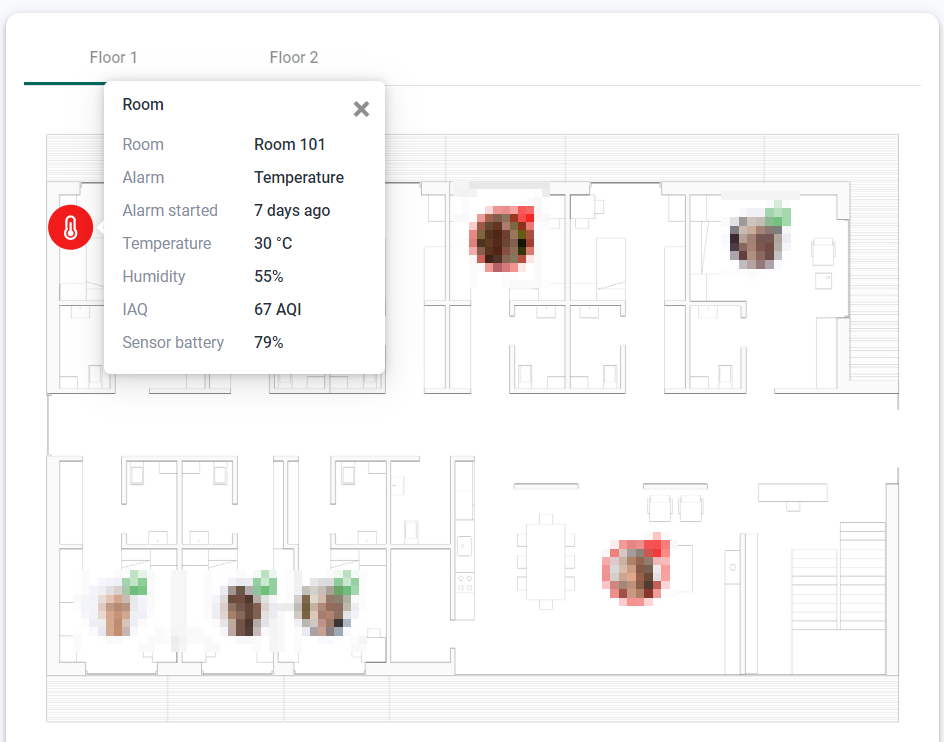 Floor 1 Floor 2
Room
Room Room 101
Alarm Temperature
Alarm started 7 days ago
Temperature 30 °C
Humidity 55%
IAQ 67 AQI
Sensor battery 79%